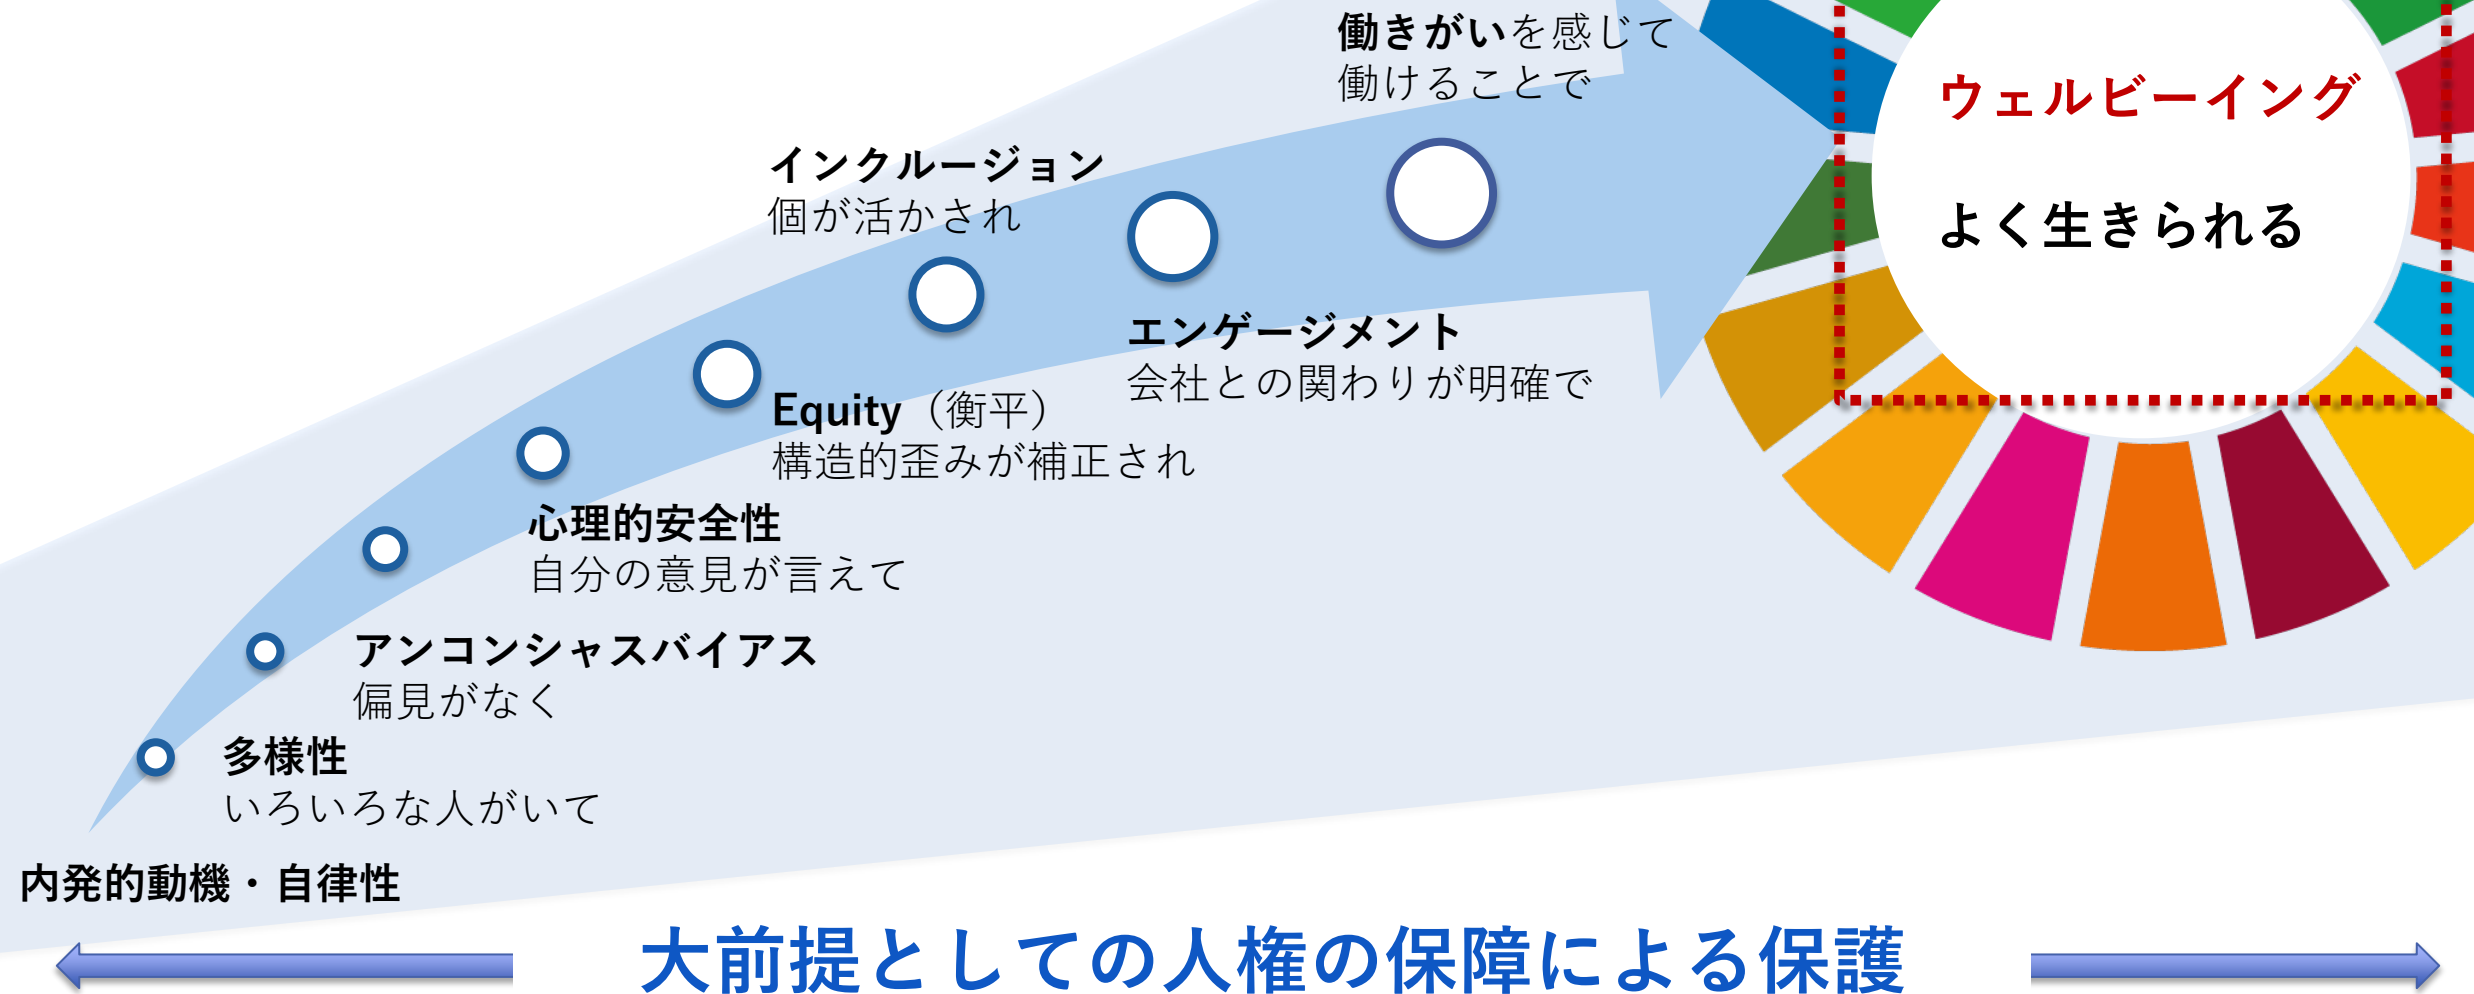 働きがいを感じて
働けることで
ウェルビーイング
よく生きられる
インクルージョン
個が活かされ
エンゲージメント
会社との関わりが明確で
Equity（衡平）
構造的歪みが補正され
心理的安全性
自分の意見が言えて
アンコンシャスバイアス
偏見がなく
多様性
いろいろな人がいて
内発的動機・自律性
大前提としての人権の保障による保護